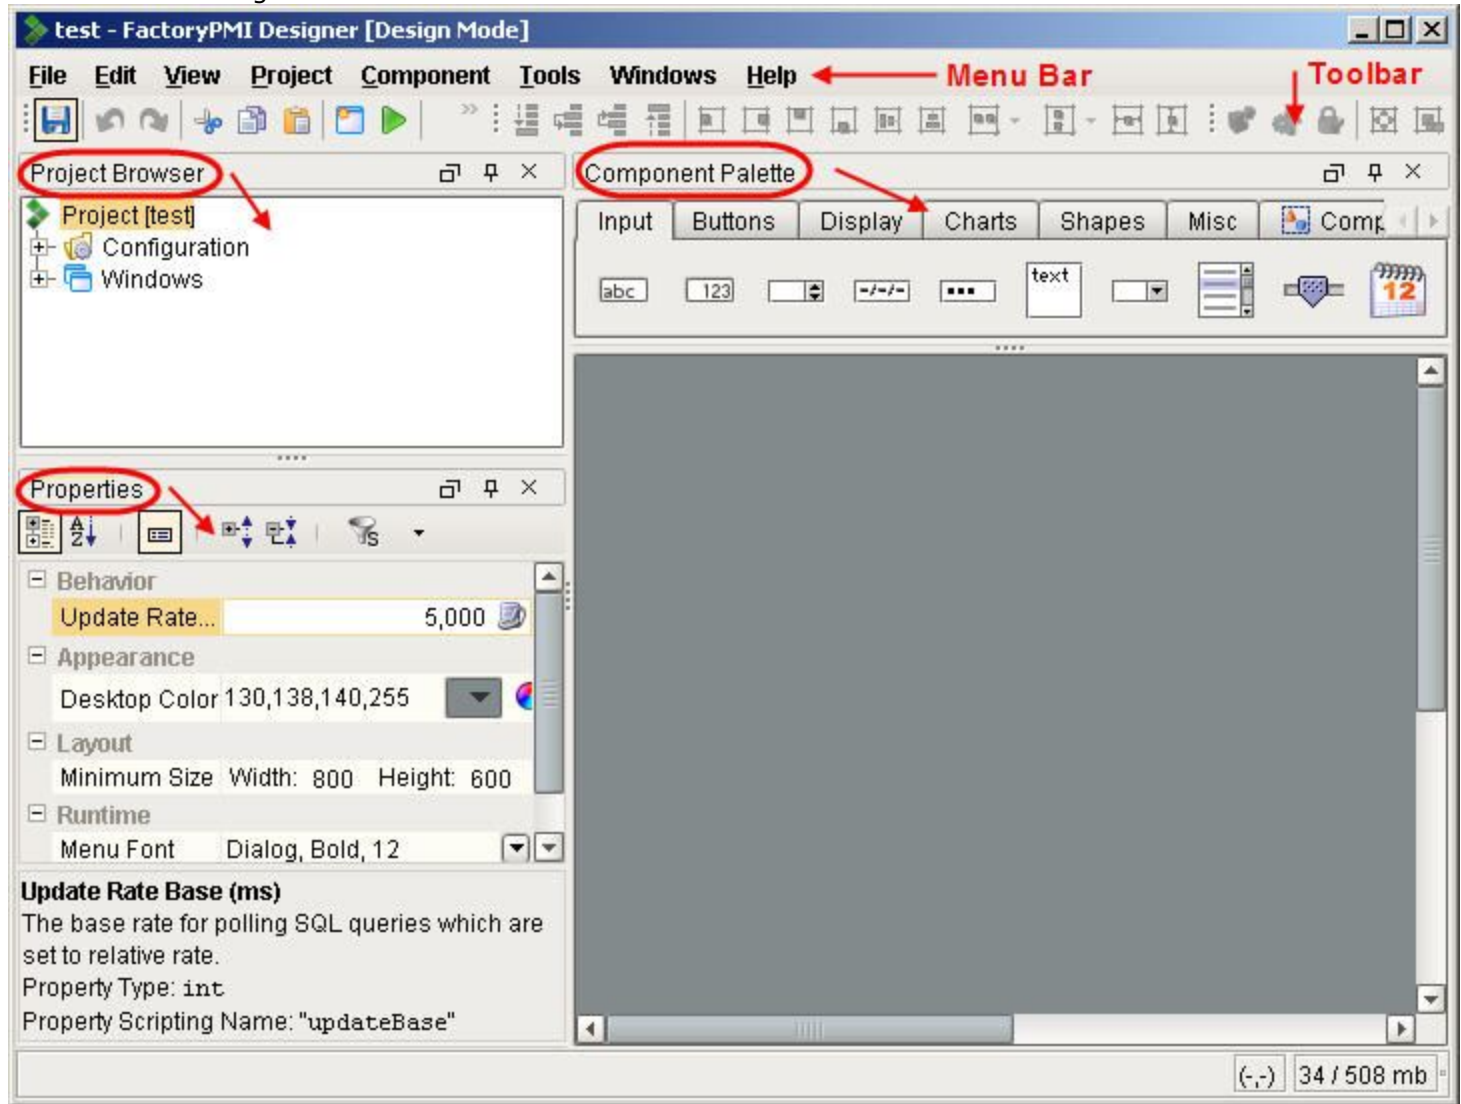 test - FactoryPMI Designer [Design Mode]
File Edit View Project Component Tools Windows Help Menu Bar Toolbar
Project Browser
Component Palette
Project [test]
Configuration
Windows
Input Buttons Display Charts Shapes Misc Comp
abc 123 -/-/- text 12
Properties
A
Z
S
Behavior
Update Rate... 5,000
Appearance
Desktop Color 130,138,140,255
Layout
Minimum Size Width: 800 Height: 600
Runtime
Menu Font Dialog, Bold, 12
Update Rate Base (ms)
The base rate for polling SQL queries which are
set to relative rate.
Property Type: int
Property Scripting Name: "updateBase"
(-,-) 34 / 508 mb